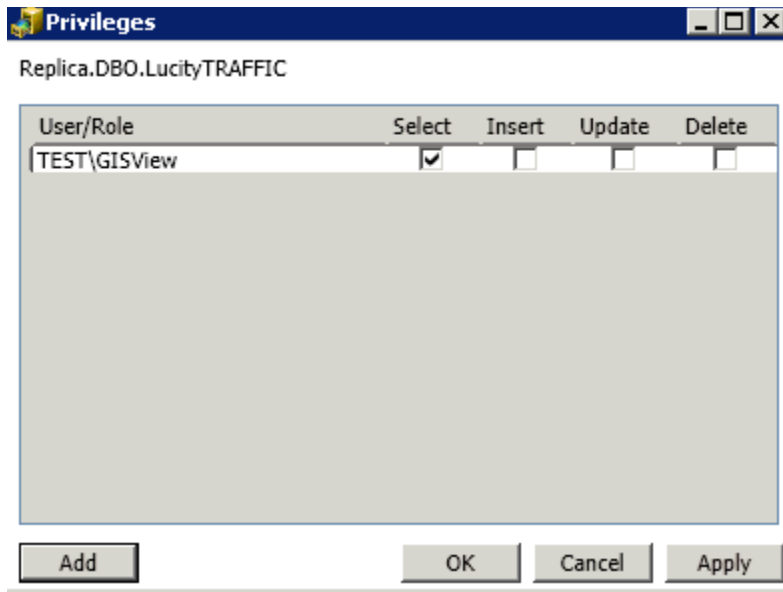 Privileges
Replica.DBO.LucityTRAFFIC
User/Role Select Insert Update Delete
TEST\GISView
Add OK Cancel Apply